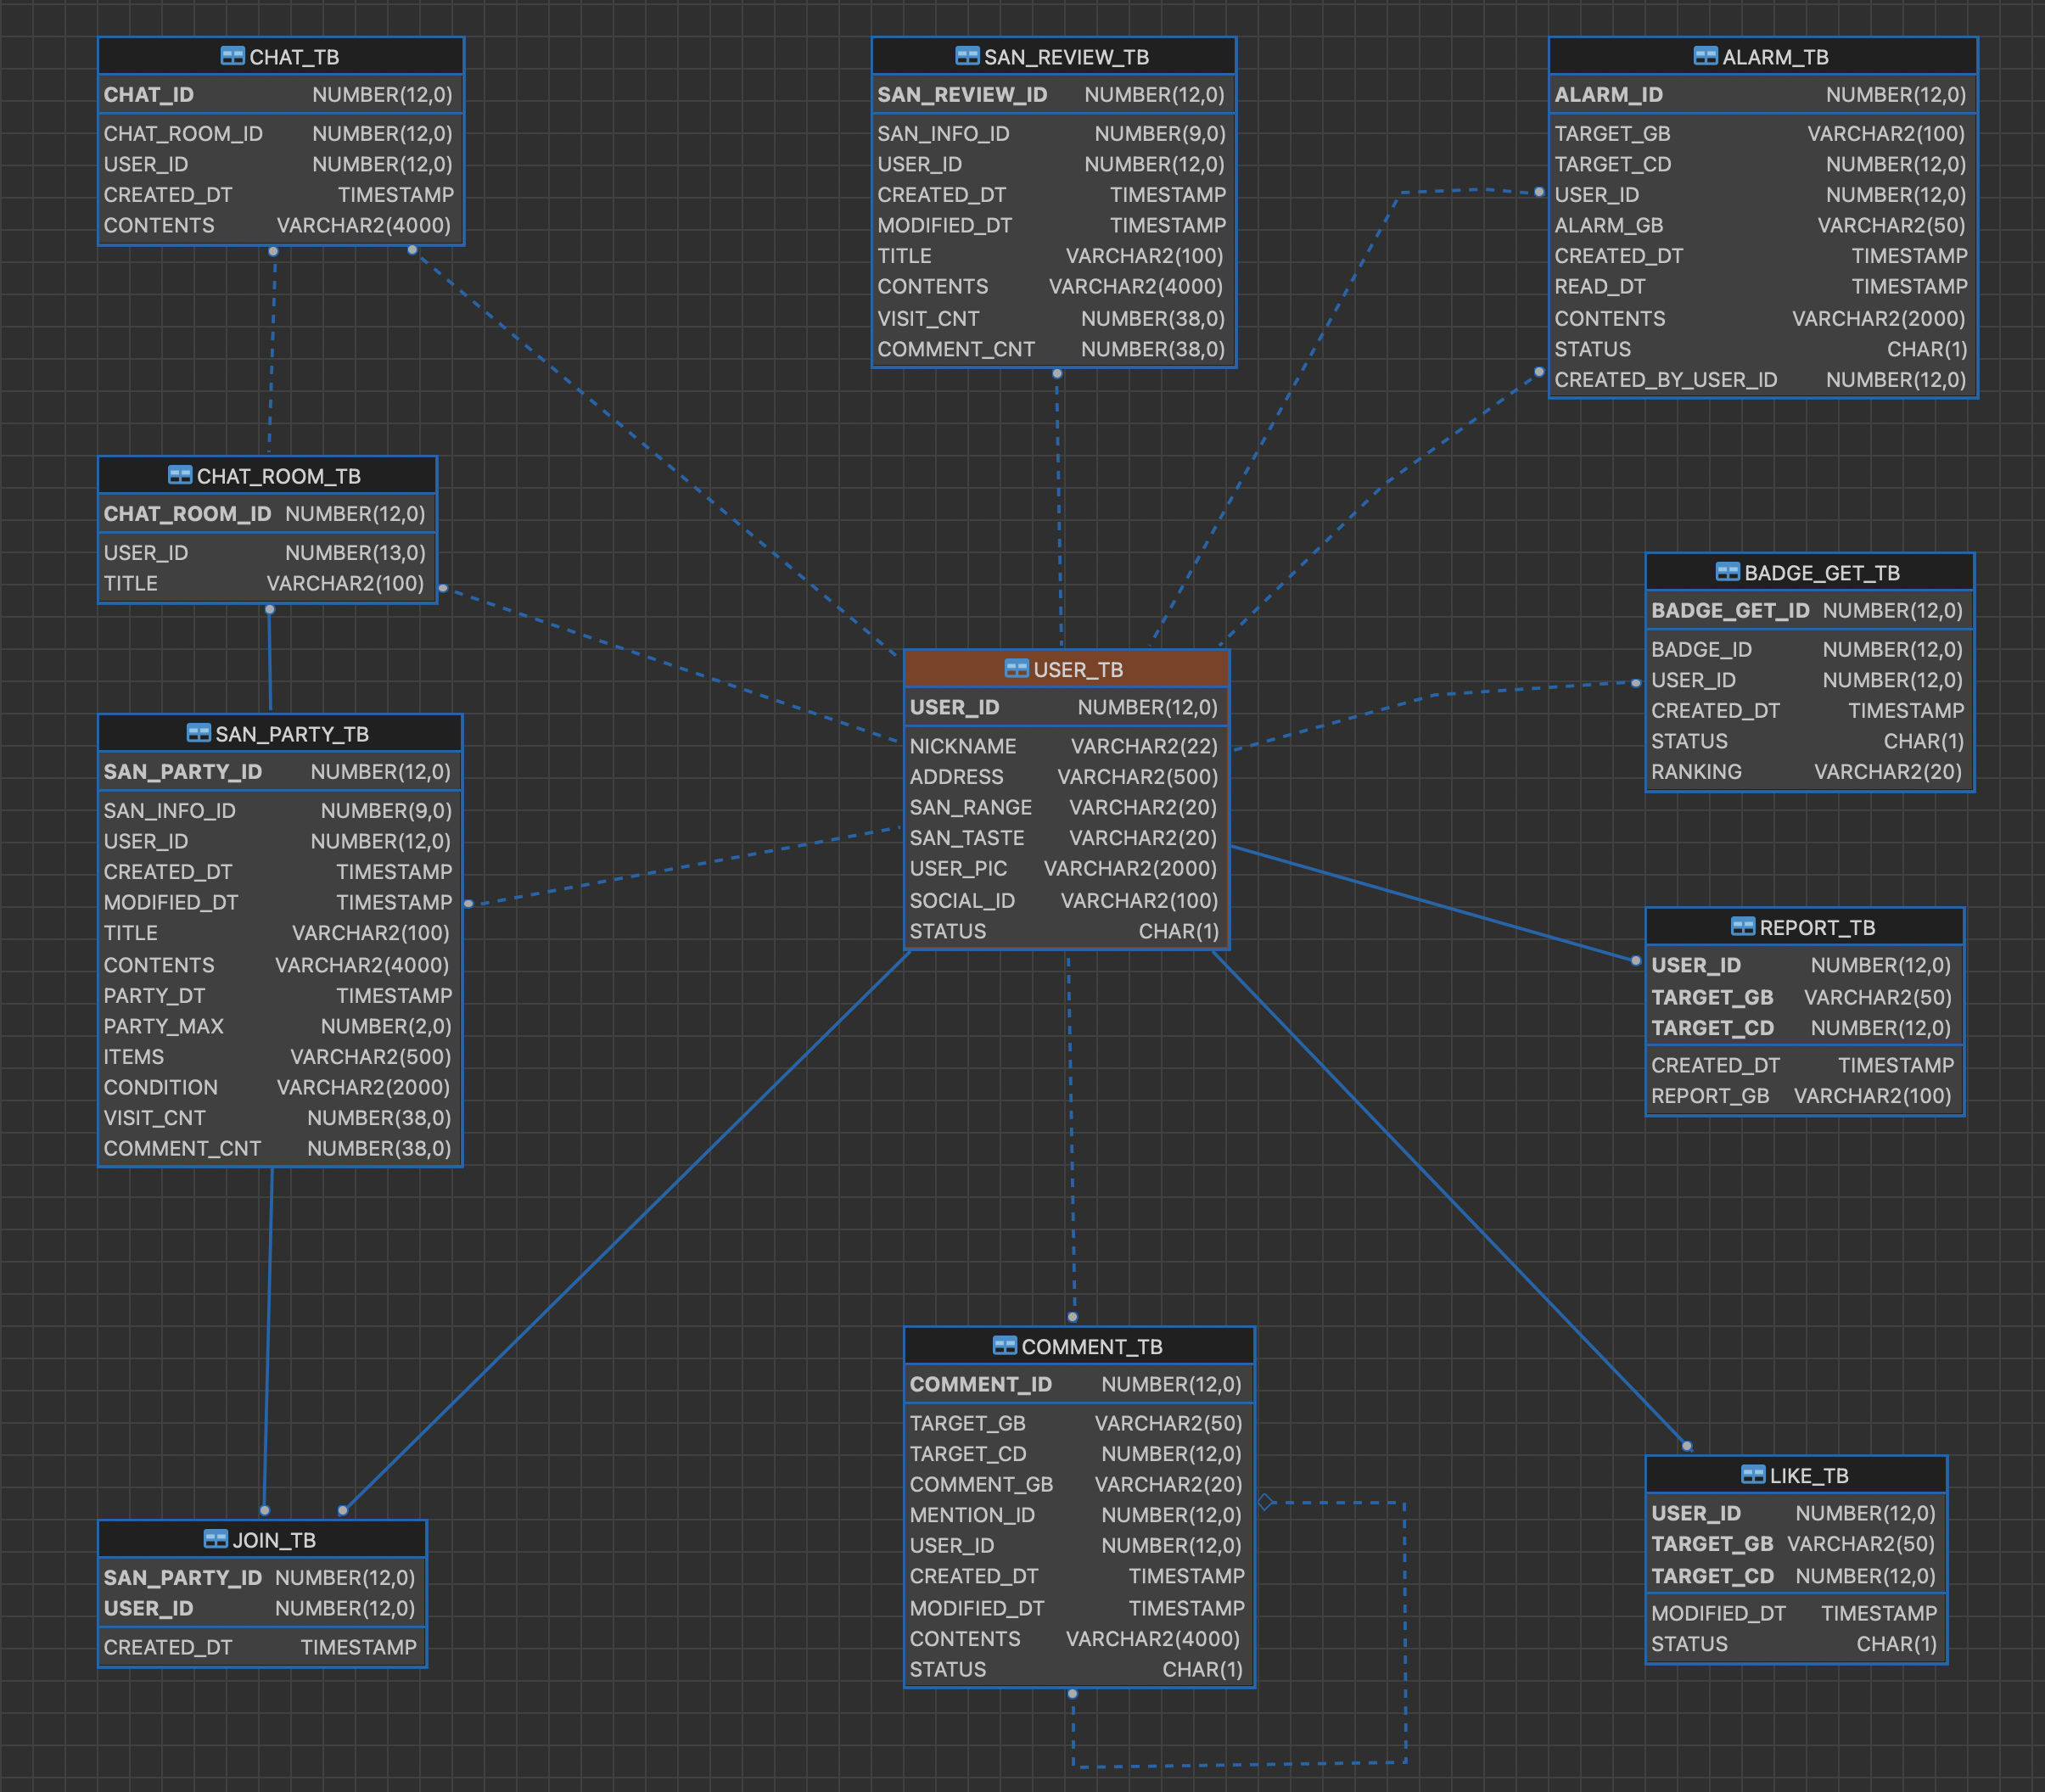 CHAT_TB
CHAT_ID NUMBER(12,0)
CHAT_ROOM_ID NUMBER(12,0)
USER_ID NUMBER(12,0)
CREATED_DT TIMESTAMP
CONTENTS VARCHAR2(4000)
SAN_REVIEW_TB
SAN_REVIEW_ID NUMBER(12,0)
SAN_INFO_ID NUMBER(9,0)
USER_ID NUMBER(12,0)
CREATED_DT TIMESTAMP
MODIFIED_DT TIMESTAMP
TITLE VARCHAR2(100)
CONTENTS VARCHAR2(4000)
VISIT_CNT NUMBER(38,0)
COMMENT_CNT NUMBER(38,0)
ALARM_TB
ALARM_ID NUMBER(12,0)
TARGET_GB VARCHAR2(100)
TARGET_CD NUMBER(12,0)
USER_ID NUMBER(12,0)
ALARM_GB VARCHAR2(50)
CREATED_DT TIMESTAMP
READ_DT TIMESTAMP
CONTENTS VARCHAR2(2000)
STATUS CHAR(1)
CREATED_BY_USER_ID NUMBER(12,0)
CHAT_ROOM_TB
CHAT_ROOM_ID NUMBER(12,0)
USER_ID NUMBER(13,0)
TITLE VARCHAR2(100)
BADGE_GET_TB
BADGE_GET_ID NUMBER(12,0)
BADGE_ID NUMBER(12,0)
USER_ID NUMBER(12,0)
CREATED_DT TIMESTAMP
STATUS CHAR(1)
RANKING VARCHAR2(20)
USER_TB
USER_ID NUMBER(12,0)
NICKNAME VARCHAR2(22)
ADDRESS VARCHAR2(500)
SAN_RANGE VARCHAR2(20)
SAN_TASTE VARCHAR2(20)
USER_PIC VARCHAR2(2000)
SOCIAL_ID VARCHAR2(100)
STATUS CHAR(1)
SAN_PARTY_TB
SAN_PARTY_ID NUMBER(12,0)
SAN_INFO_ID NUMBER(9,0)
USER_ID NUMBER(12,0)
CREATED_DT TIMESTAMP
MODIFIED_DT TIMESTAMP
TITLE VARCHAR2(100)
CONTENTS VARCHAR2(4000)
PARTY_DT TIMESTAMP
PARTY_MAX NUMBER(2,0)
ITEMS VARCHAR2(500)
CONDITION VARCHAR2(2000)
VISIT_CNT NUMBER(38,0)
COMMENT_CNT NUMBER(38,0)
REPORT_TB
USER_ID NUMBER(12,0)
TARGET_GB VARCHAR2(50)
TARGET_CD NUMBER(12,0)
CREATED_DT TIMESTAMP
REPORT_GB VARCHAR2(100)
COMMENT_TB
COMMENT_ID NUMBER(12,0)
TARGET_GB VARCHAR2(50)
TARGET_CD NUMBER(12,0)
COMMENT_GB VARCHAR2(20)
MENTION_ID NUMBER(12,0)
USER_ID NUMBER(12,0)
CREATED_DT TIMESTAMP
MODIFIED_DT TIMESTAMP
CONTENTS VARCHAR2(4000)
STATUS CHAR(1)
LIKE_TB
USER_ID NUMBER(12,0)
TARGET_GB VARCHAR2(50)
TARGET_CD NUMBER(12,0)
MODIFIED_DT TIMESTAMP
STATUS CHAR(1)
JOIN_TB
SAN_PARTY_ID NUMBER(12,0)
USER_ID NUMBER(12,0)
CREATED_DT TIMESTAMP